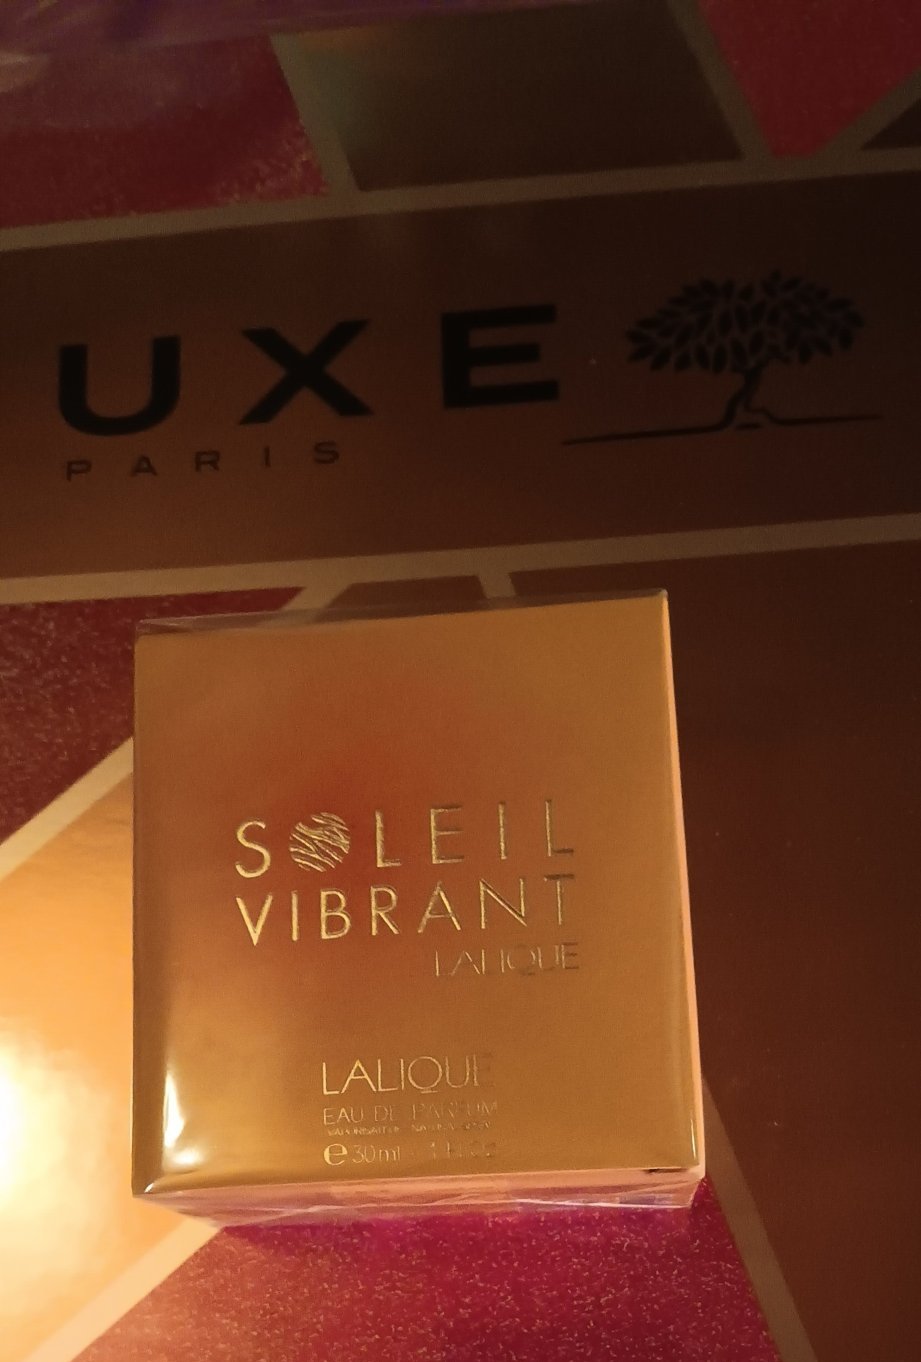 UXE
PARIS
SOLEIL
VIBRANT
LALIQUE
LALIQUE
EAU DE PARFUM
e 30ml